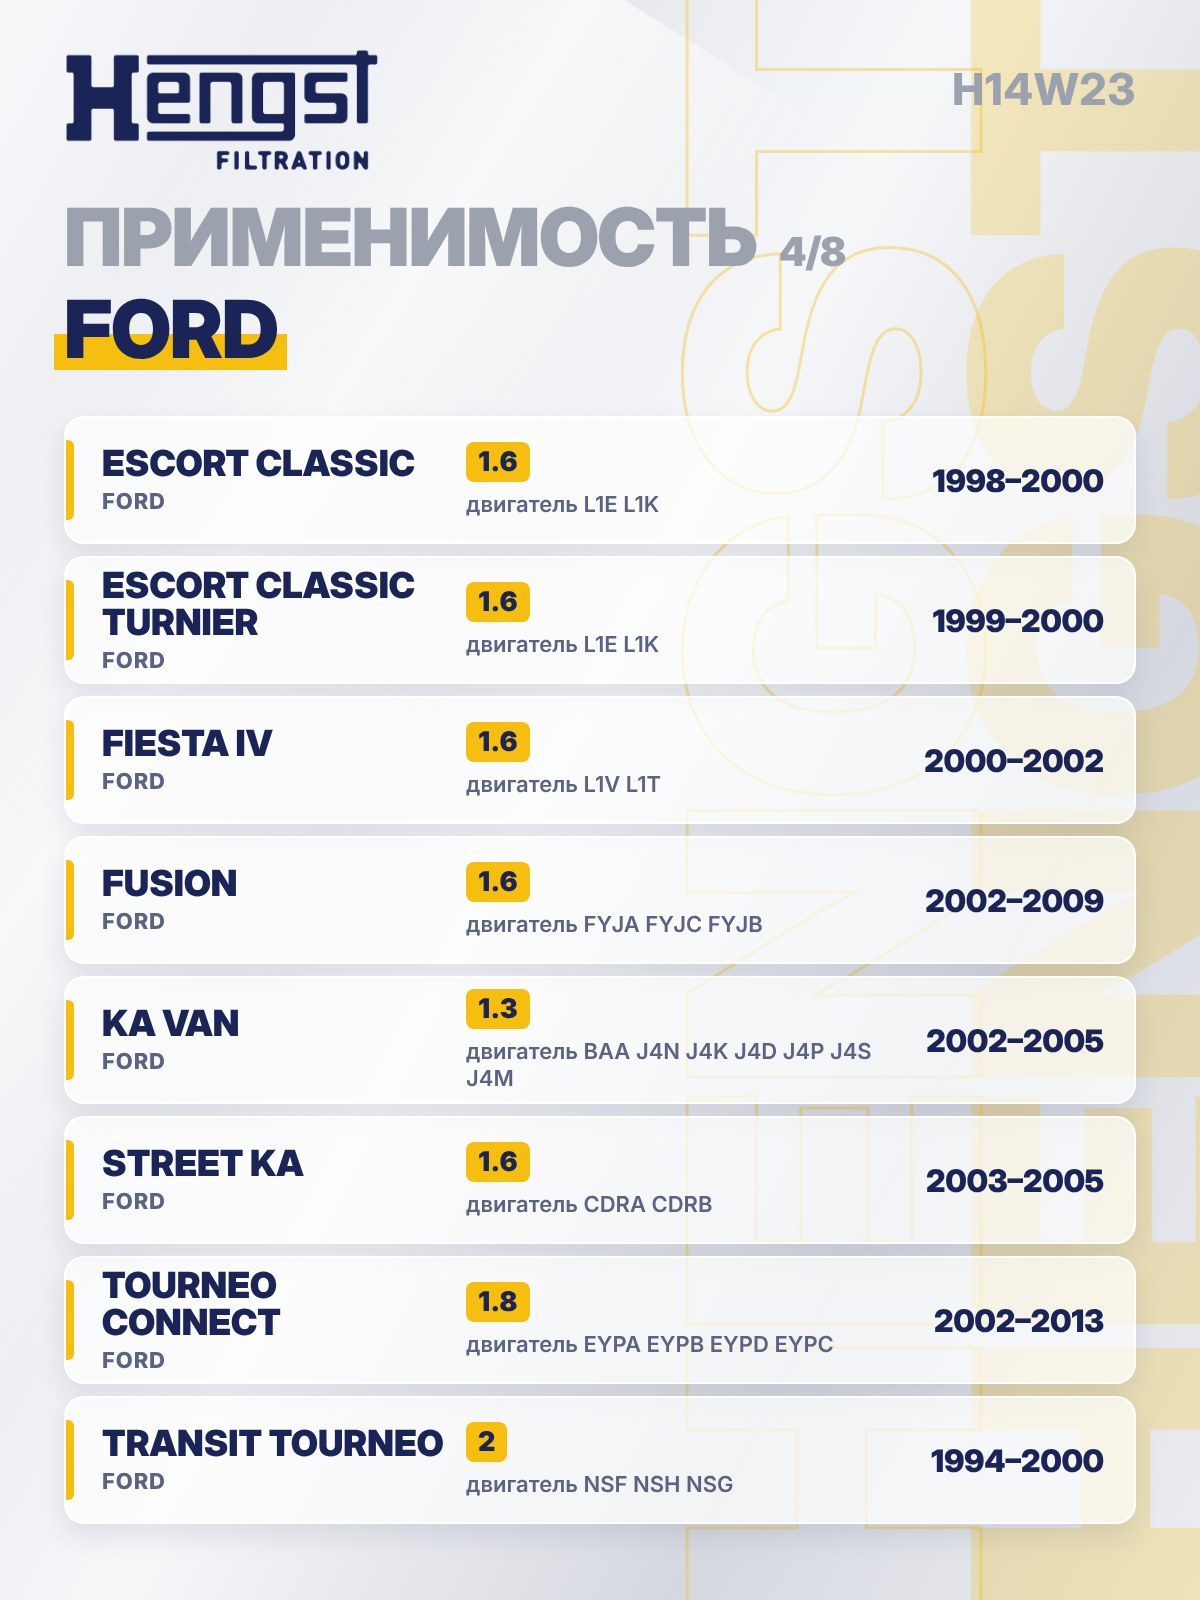 Hengst
FILTRATION
H14W23
ПРИМЕНИМОСТЬ 4/8
FORD
ESCORT CLASSIC
FORD
1.6
двигатель L1E L1K
1998–2000
ESCORT CLASSIC
TURNIER
FORD
1.6
двигатель L1E L1K
1999–2000
FIESTA IV
FORD
1.6
двигатель L1V L1T
2000–2002
FUSION
FORD
1.6
двигатель FYJA FYJC FYJB
2002–2009
KA VAN
FORD
1.3
двигатель BAA J4N J4K J4D J4P J4S
J4M
2002–2005
STREET KA
FORD
1.6
двигатель CDRA CDRB
2003–2005
TOURNEO
CONNECT
FORD
1.8
двигатель EYPA EYPB EYPD EYPC
2002–2013
TRANSIT TOURNEO
FORD
2
двигатель NSF NSH NSG
1994–2000
HENGST
HENGST